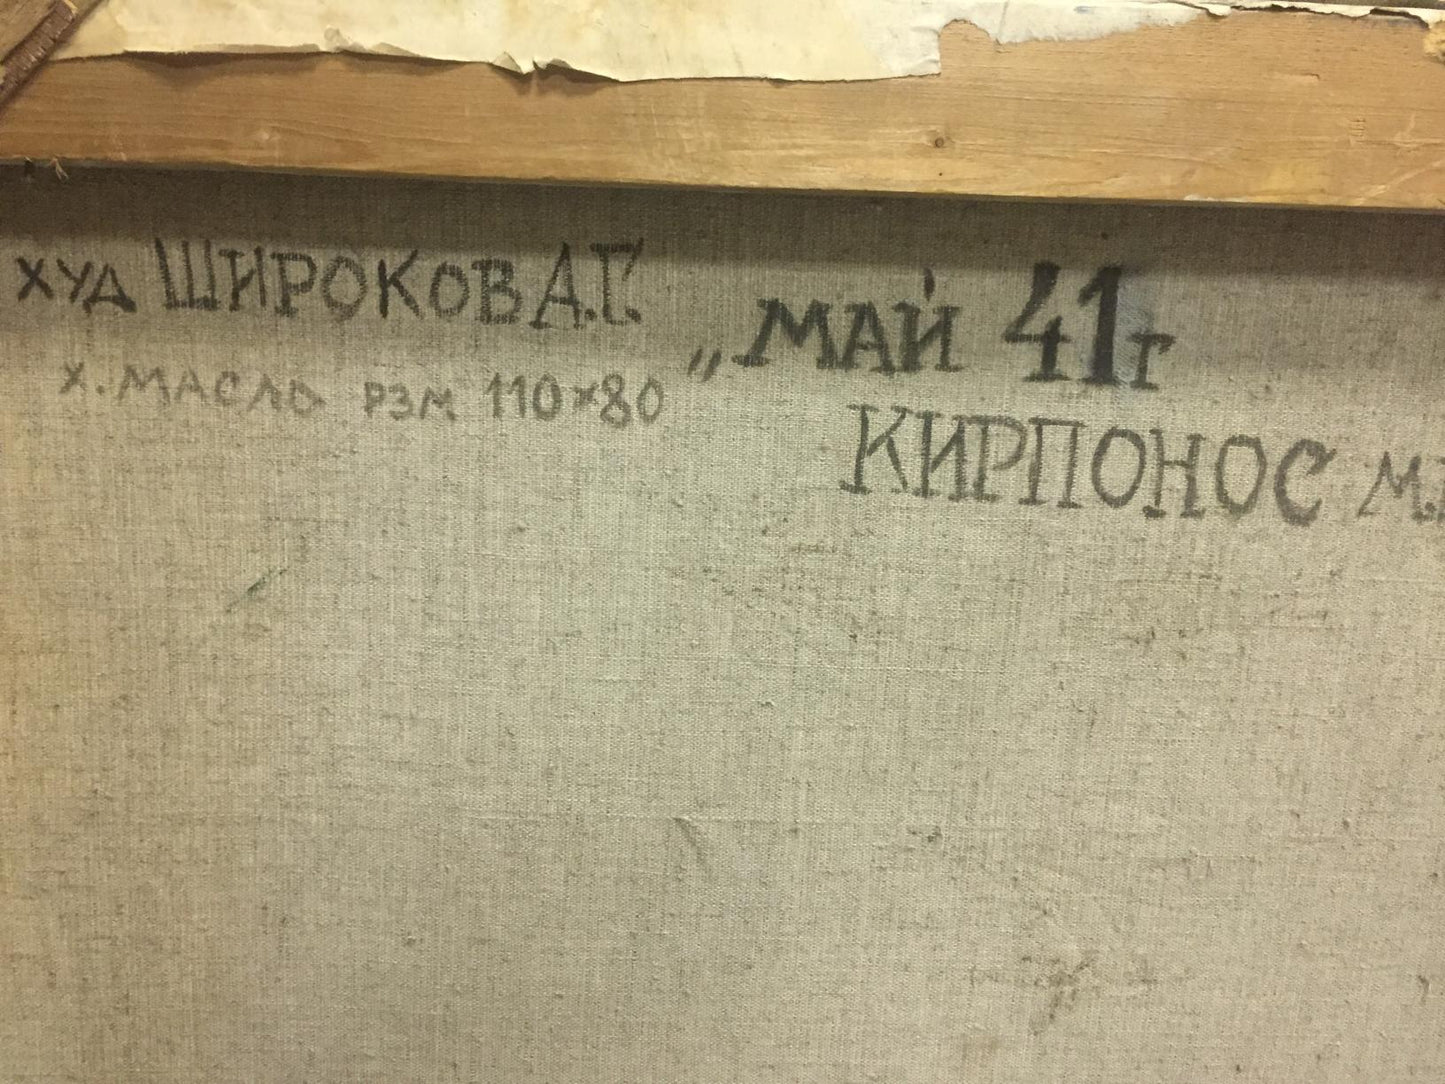 худ ШИРОКОВ А.Г.
х. МАСЛО РЗМ 110×80
„МАЙ 41г
КИРПОНОС М.